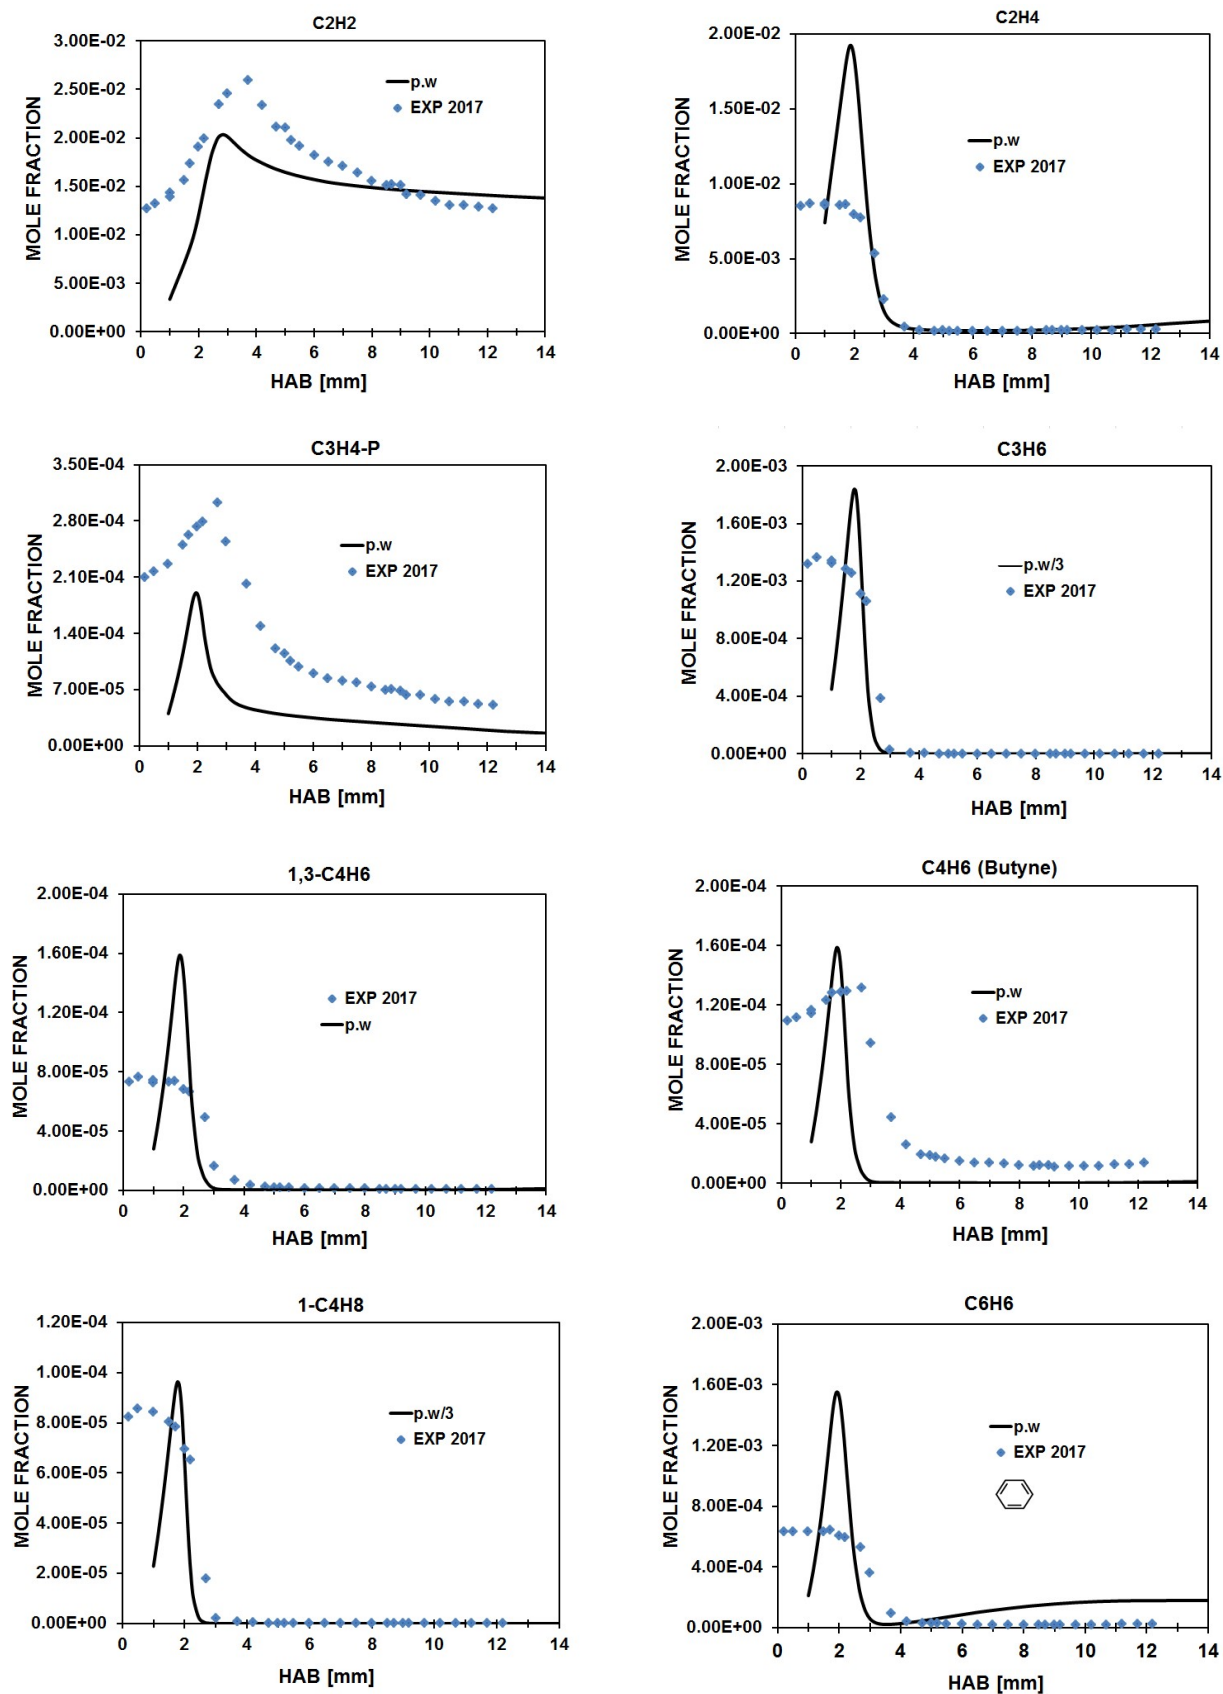 C2H2
3.00E-02
2.50E-02
2.00E-02
1.50E-02
1.00E-02
5.00E-03
0.00E+00
MOLE FRACTION
p.w
EXP 2017
0 2 4 6 8 10 12 14
HAB [mm]
C2H4
2.00E-02
1.50E-02
1.00E-02
5.00E-03
0.00E+00
MOLE FRACTION
p.w
EXP 2017
0 2 4 6 8 10 12 14
HAB [mm]
C3H4-P
3.50E-04
2.80E-04
2.10E-04
1.40E-04
7.00E-05
0.00E+00
MOLE FRACTION
p.w
EXP 2017
0 2 4 6 8 10 12 14
HAB [mm]
C3H6
2.00E-03
1.60E-03
1.20E-03
8.00E-04
4.00E-04
0.00E+00
MOLE FRACTION
p.w/3
EXP 2017
0 2 4 6 8 10 12 14
HAB [mm]
1,3-C4H6
2.00E-04
1.60E-04
1.20E-04
8.00E-05
4.00E-05
0.00E+00
MOLE FRACTION
EXP 2017
p.w
0 2 4 6 8 10 12 14
HAB [mm]
C4H6 (Butyne)
2.00E-04
1.60E-04
1.20E-04
8.00E-05
4.00E-05
0.00E+00
MOLE FRACTION
p.w
EXP 2017
0 2 4 6 8 10 12 14
HAB [mm]
1-C4H8
1.20E-04
1.00E-04
8.00E-05
6.00E-05
4.00E-05
2.00E-05
0.00E+00
MOLE FRACTION
p.w/3
EXP 2017
0 2 4 6 8 10 12 14
HAB [mm]
C6H6
2.00E-03
1.60E-03
1.20E-03
8.00E-04
4.00E-04
0.00E+00
MOLE FRACTION
p.w
EXP 2017
0 2 4 6 8 10 12 14
HAB [mm]